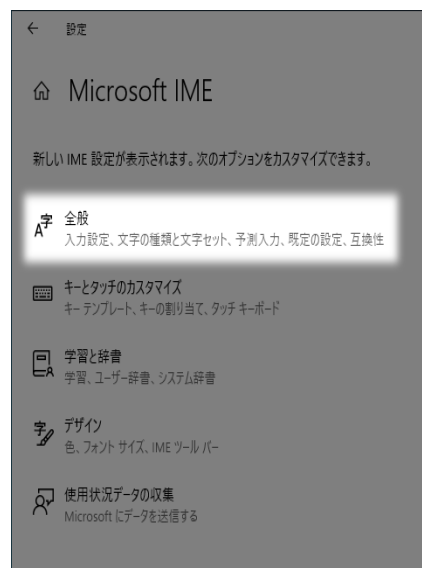 設定
Microsoft IME
新しい IME 設定が表示されます。次のオプションをカスタマイズできます。
全般
入力設定、文字の種類と文字セット、予測入力、既定の設定、互換性
キーとタッチのカスタマイズ
キー テンプレート、キーの割り当て、タッチ キーボード
学習と辞書
学習、ユーザー辞書、システム辞書
デザイン
色、フォント サイズ、IME ツール バー
使用状況データの収集
Microsoft にデータを送信する